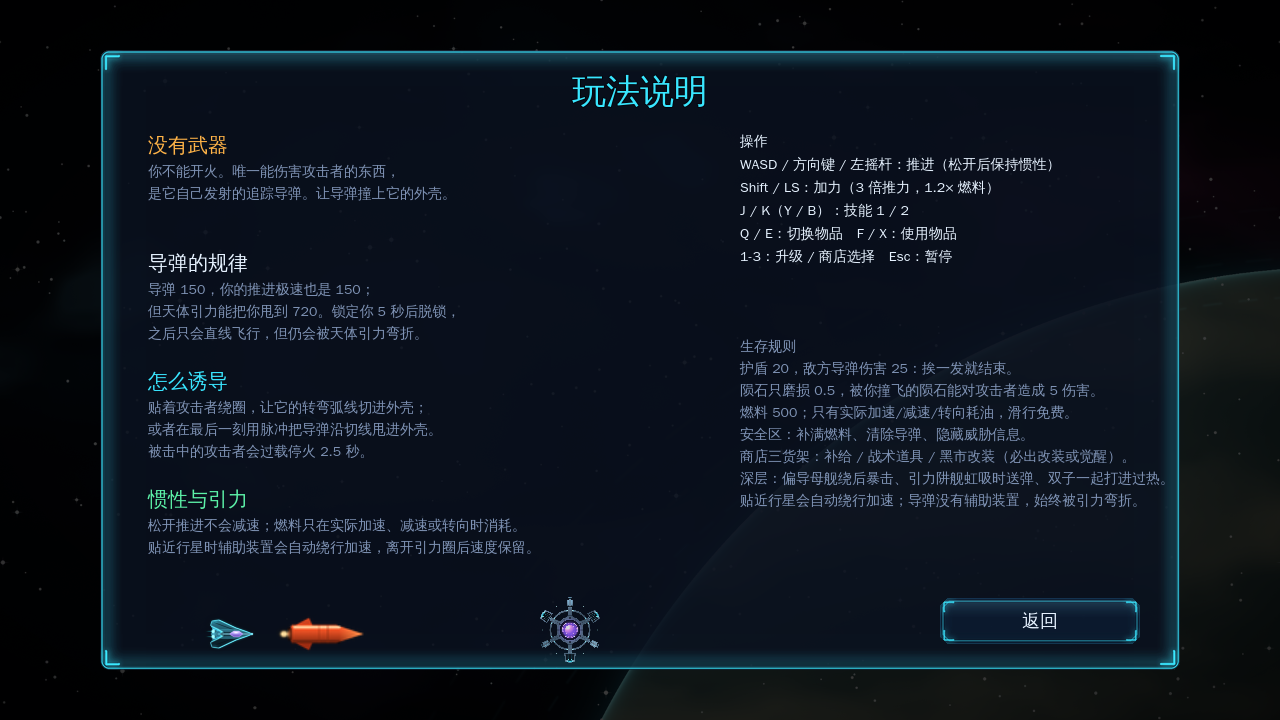 玩法说明
没有武器
你不能开火。唯一能伤害攻击者的东西，
是它自己发射的追踪导弹。让导弹撞上它的外壳。
导弹的规律
导弹 150，你的推进极速也是 150；
但天体引力能把你甩到 720。锁定你 5 秒后脱锁，
之后只会直线飞行，但仍会被天体引力弯折。
怎么诱导
贴着攻击者绕圈，让它的转弯弧线切进外壳；
或者在最后一刻用脉冲把导弹沿切线甩进外壳。
被击中的攻击者会过载停火 2.5 秒。
惯性与引力
松开推进不会减速；燃料只在实际加速、减速或转向时消耗。
贴近行星时辅助装置会自动绕行加速，离开引力圈后速度保留。
操作
WASD / 方向键 / 左摇杆：推进（松开后保持惯性）
Shift / LS：加力（3 倍推力，1.2× 燃料）
J / K（Y / B）：技能 1 / 2
Q / E：切换物品　F / X：使用物品
1-3：升级 / 商店选择　Esc：暂停
生存规则
护盾 20，敌方导弹伤害 25：挨一发就结束。
陨石只磨损 0.5，被你撞飞的陨石能对攻击者造成 5 伤害。
燃料 500；只有实际加速/减速/转向耗油，滑行免费。
安全区：补满燃料、清除导弹、隐藏威胁信息。
商店三货架：补给 / 战术道具 / 黑市改装（必出改装或觉醒）。
深层：偏导母舰绕后暴击、引力阱舰虹吸时送弹、双子一起打进过热。
贴近行星会自动绕行加速；导弹没有辅助装置，始终被引力弯折。
返回